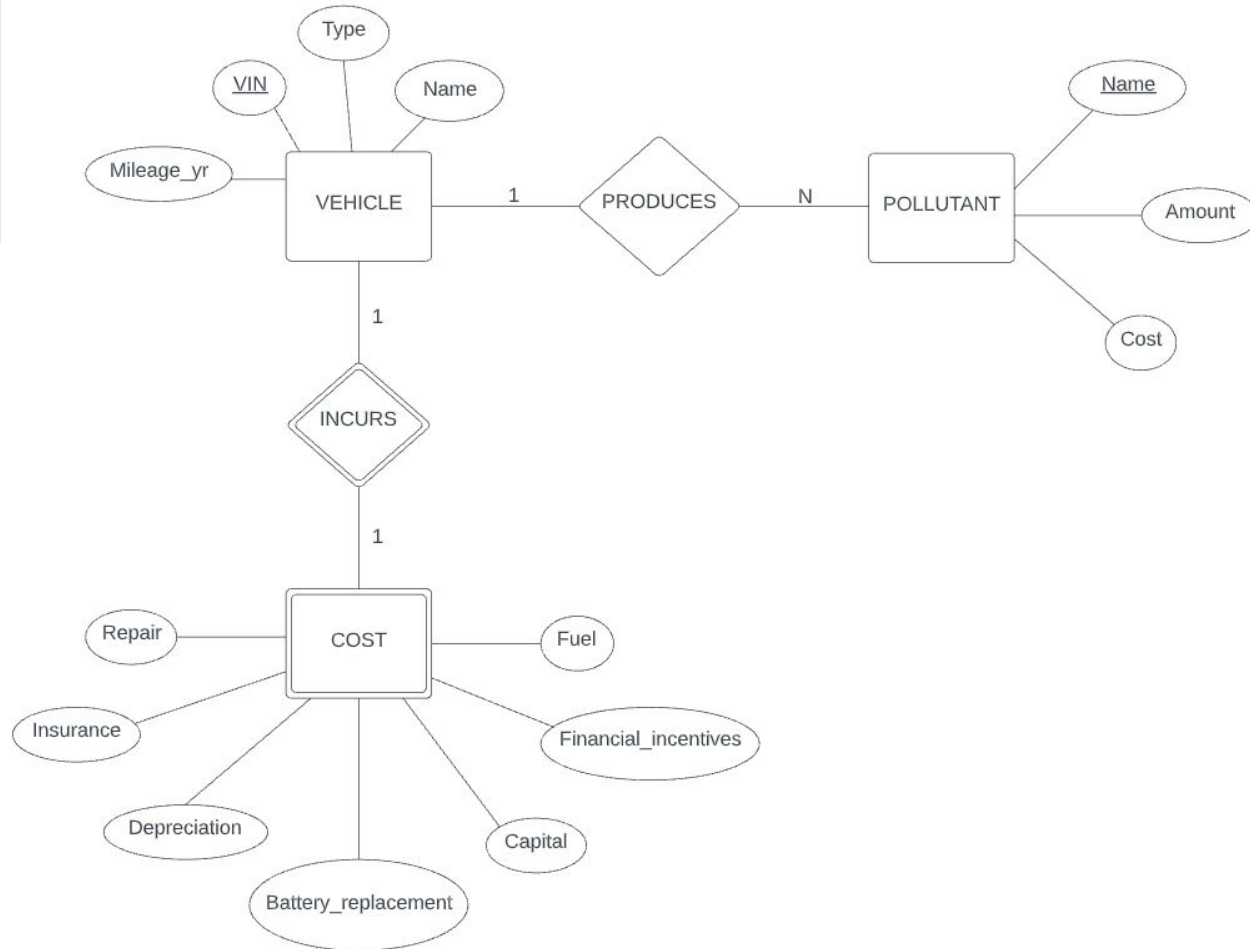 Type
VIN
Name
Name
Mileage_yr
VEHICLE
1
PRODUCES
N
POLLUTANT
Amount
1
Cost
INCURS
1
Repair
COST
Fuel
Insurance
Financial_incentives
Depreciation
Capital
Battery_replacement